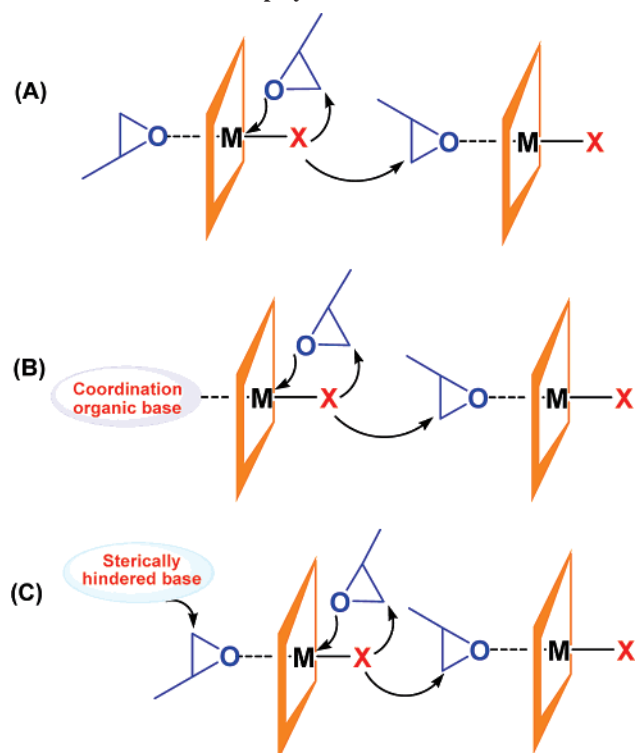 (A)
O M X O O M X
(B)
Coordination
organic base
M X O O M X
(C)
Sterically
hindered base
O M X O O M X